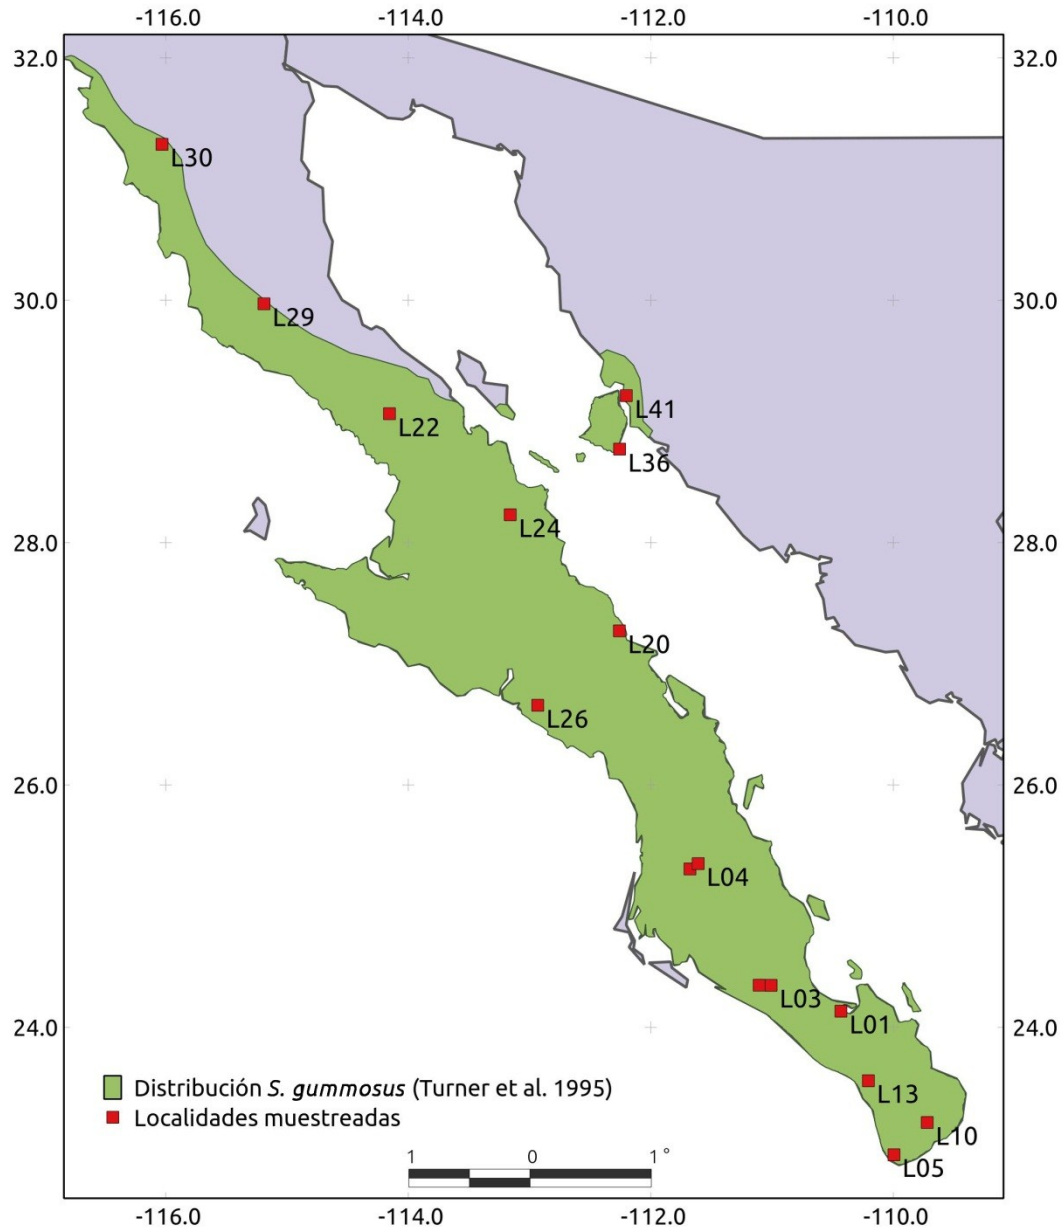 -116.0 -114.0 -112.0 -110.0
32.0 32.0
L30
30.0 30.0
L29
L41
L22
L36
L24
28.0 28.0
L20
L26
26.0 26.0
L04
L03
L01
24.0 24.0
Distribución S. gummosus (Turner et al. 1995)
L13
Localidades muestreadas
L10
L05
1 0 1 °
-116.0 -114.0 -112.0 -110.0